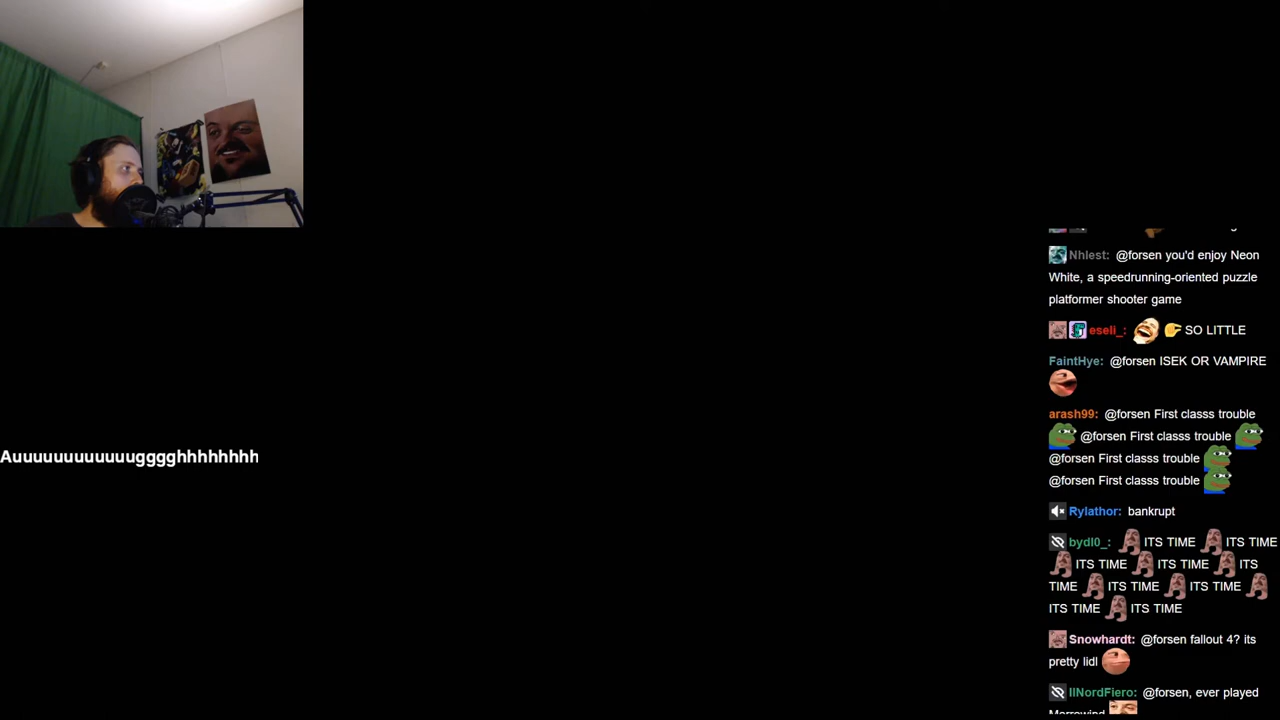 Nhlest: @forsen you'd enjoy Neon
White, a speedrunning-oriented puzzle
platformer shooter game
eseli_: SO LITTLE
FaintHye: @forsen ISEK OR VAMPIRE
arash99: @forsen First classs trouble
@forsen First classs trouble
@forsen First classs trouble
@forsen First classs trouble
Auuuuuuuuuuuuggggghhhhhhhh
Rylathor: bankrupt
bydl0_: ITS TIME ITS TIME
ITS TIME ITS TIME ITS
TIME ITS TIME ITS TIME
ITS TIME ITS TIME
Snowhardt: @forsen fallout 4? its
pretty lidl
IlNordFiero: @forsen, ever played
Morrowind